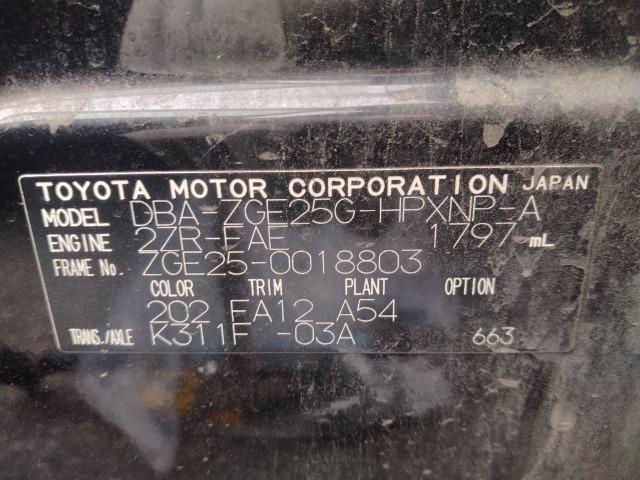 TOYOTA MOTOR CORPORATION JAPAN
MODEL DBA-ZGE25G-HPXNP-A
ENGINE 2ZR-FAE 1797 mL
FRAME No. ZGE25-0018803
COLOR TRIM PLANT OPTION
202 FA12 A54
TRANS./AXLE K311F -03A 663